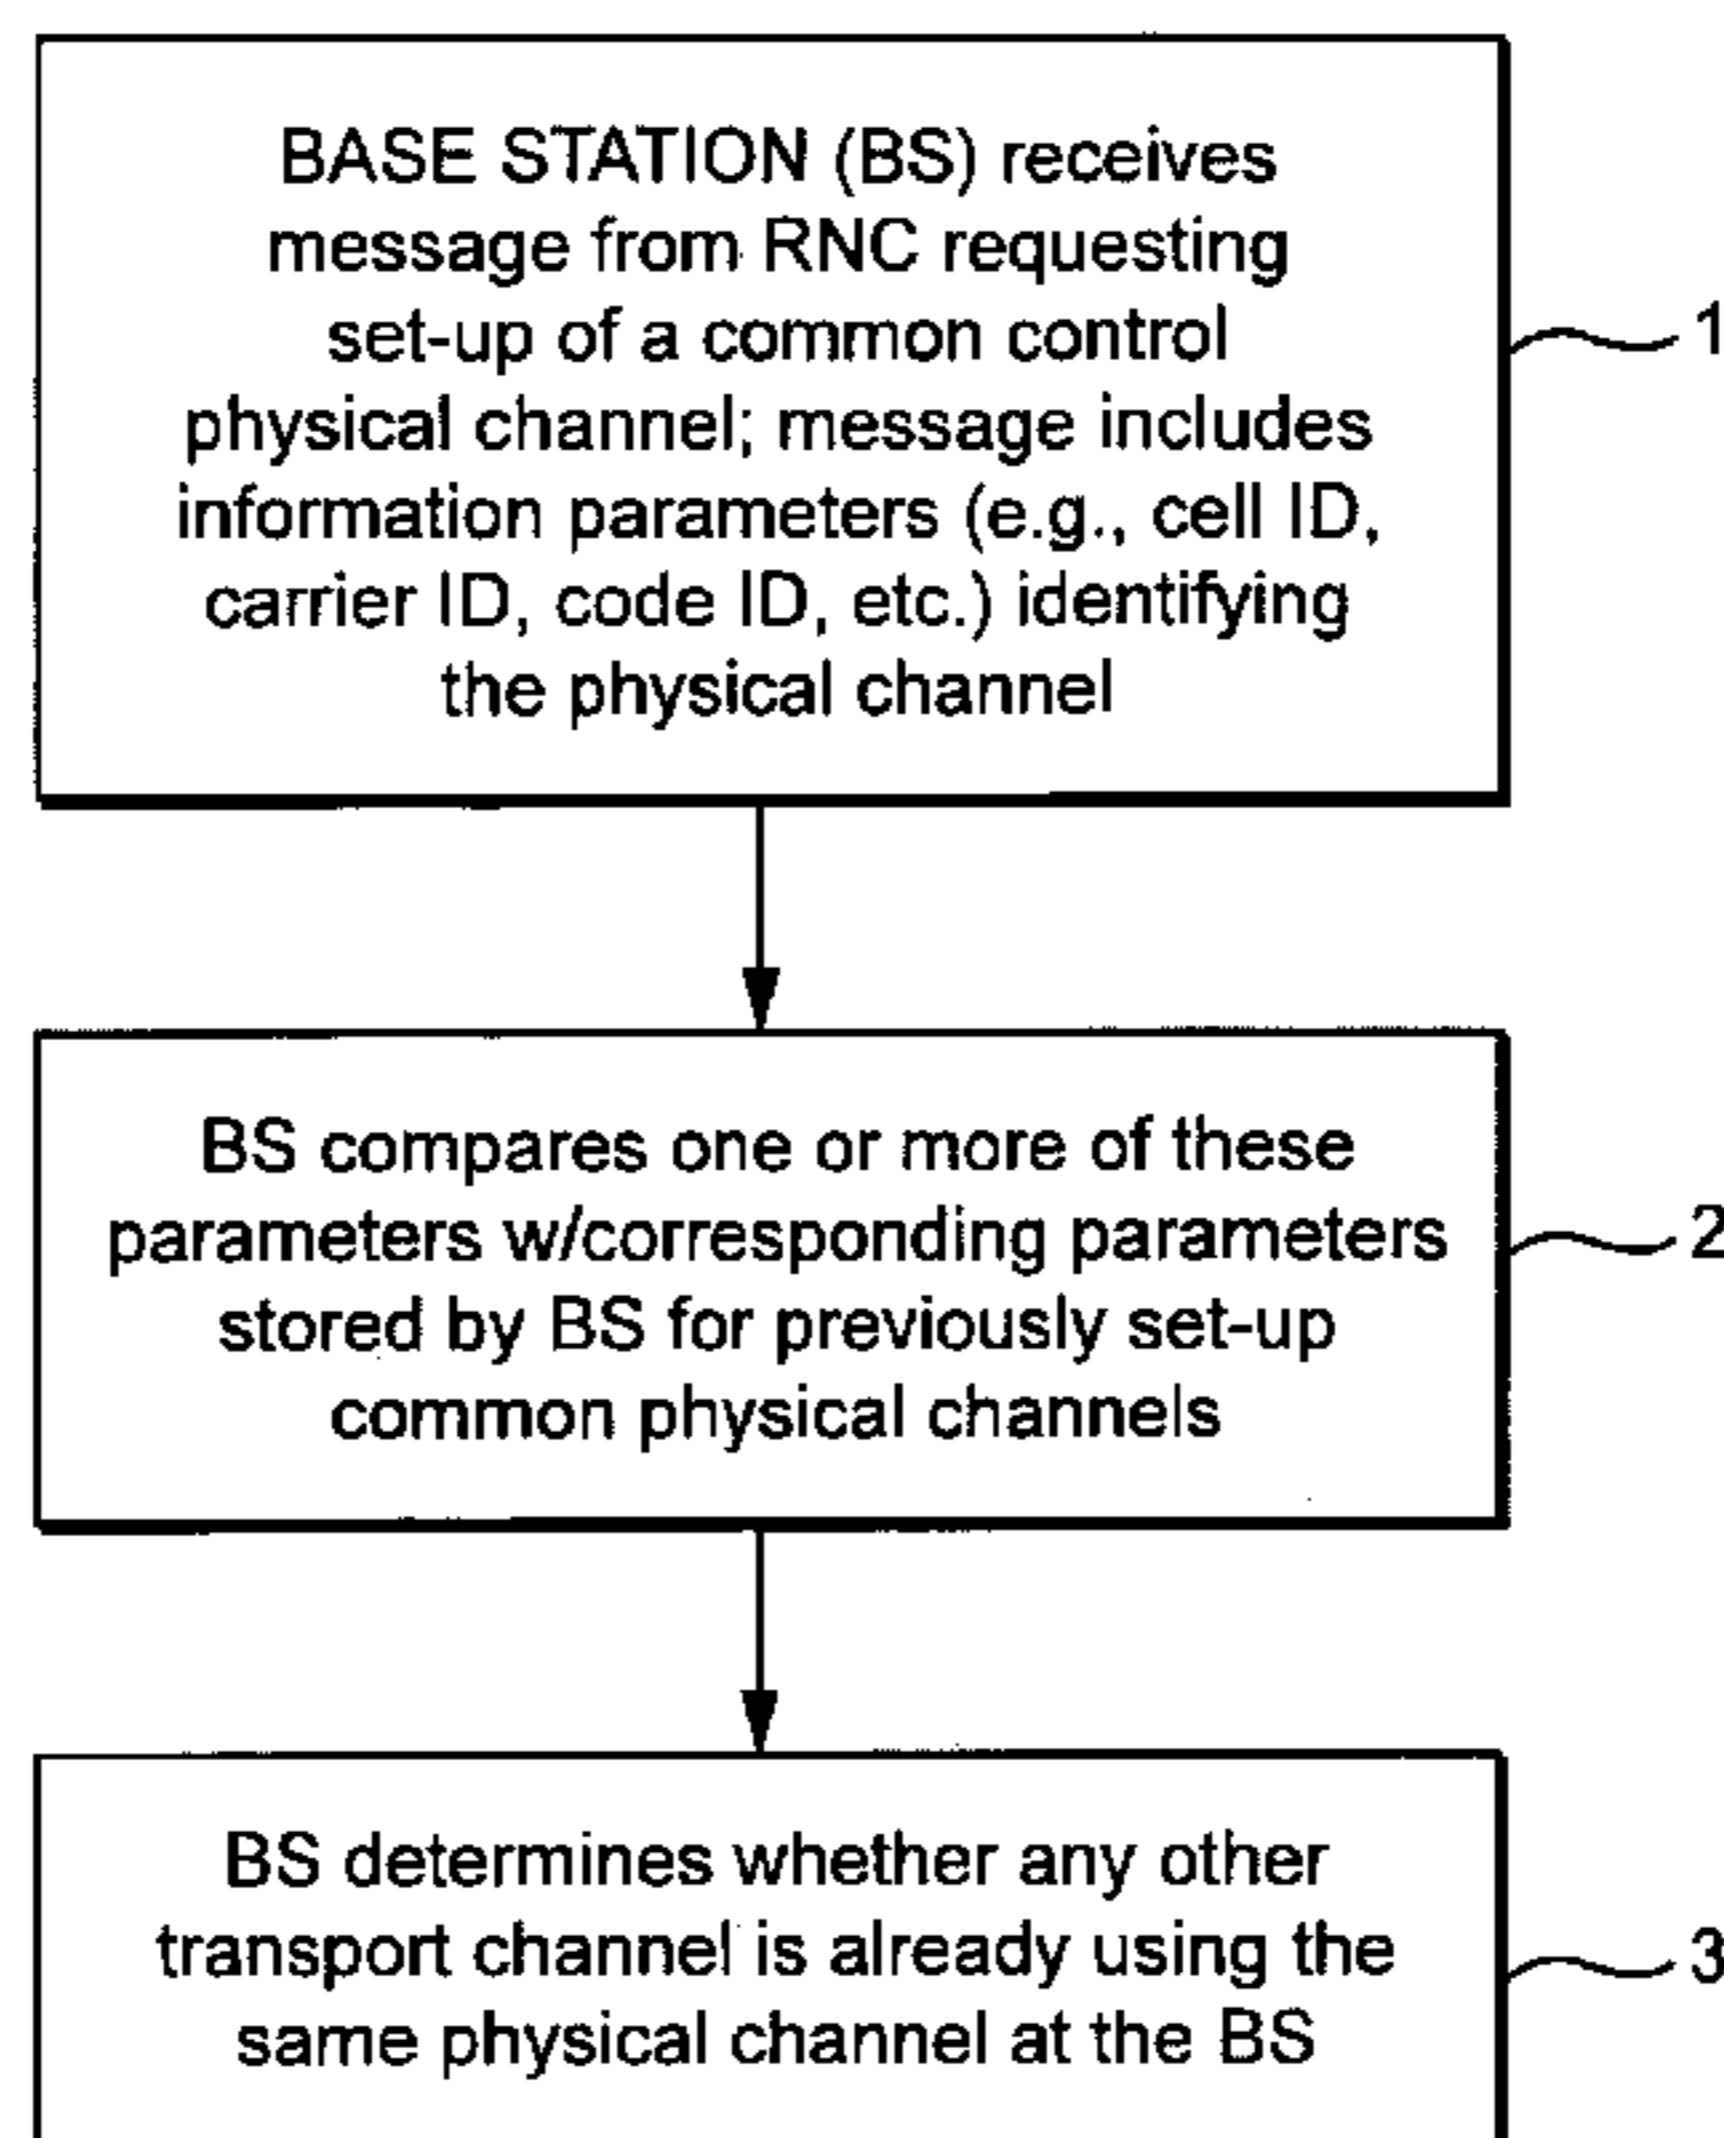 BASE STATION (BS) receives
message from RNC requesting
set-up of a common control
physical channel; message includes
information parameters (e.g., cell ID,
carrier ID, code ID, etc.) identifying
the physical channel
1
BS compares one or more of these
parameters w/corresponding parameters
stored by BS for previously set-up
common physical channels
2
BS determines whether any other
transport channel is already using the
same physical channel at the BS
3